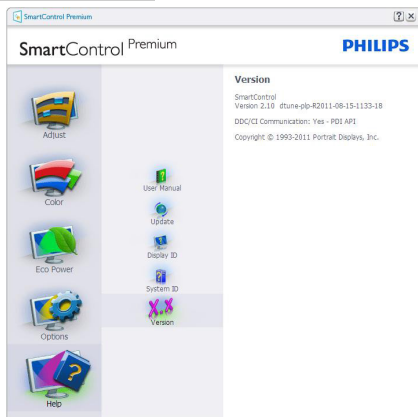 SmartControl Premium
? ×
SmartControl Premium
PHILIPS
Adjust
Color
Eco Power
Options
Help
?
User Manual
Update
?
Display ID
?
System ID
X.X
Version
Version
SmartControl
Version 2.10 dtune-plp-R2011-08-15-1133-18
DDC/CI Communication: Yes - PDI API
Copyright © 1993-2011 Portrait Displays, Inc.